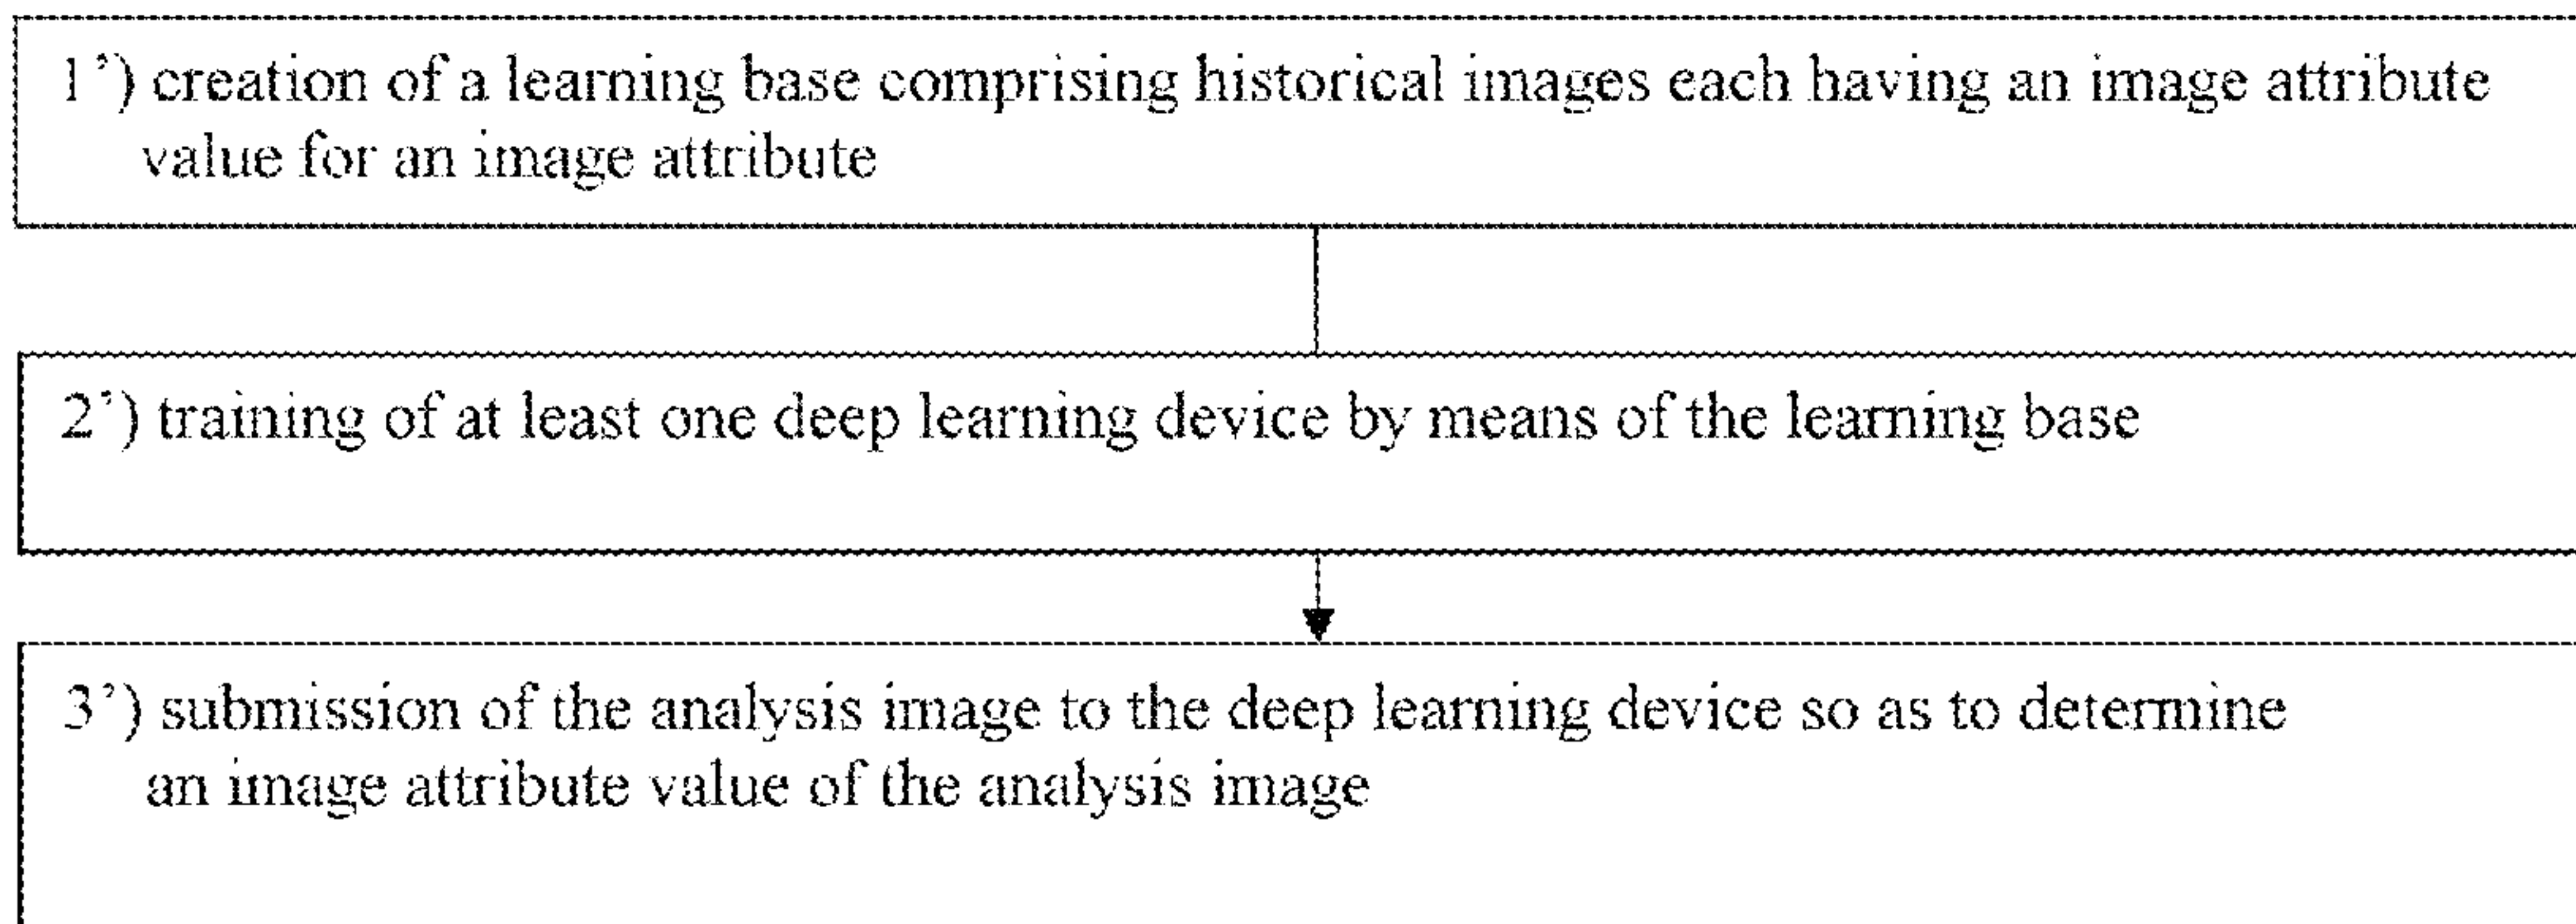 1’) creation of a learning base comprising historical images each having an image attribute
value for an image attribute
2’) training of at least one deep learning device by means of the learning base
3’) submission of the analysis image to the deep learning device so as to determine
an image attribute value of the analysis image